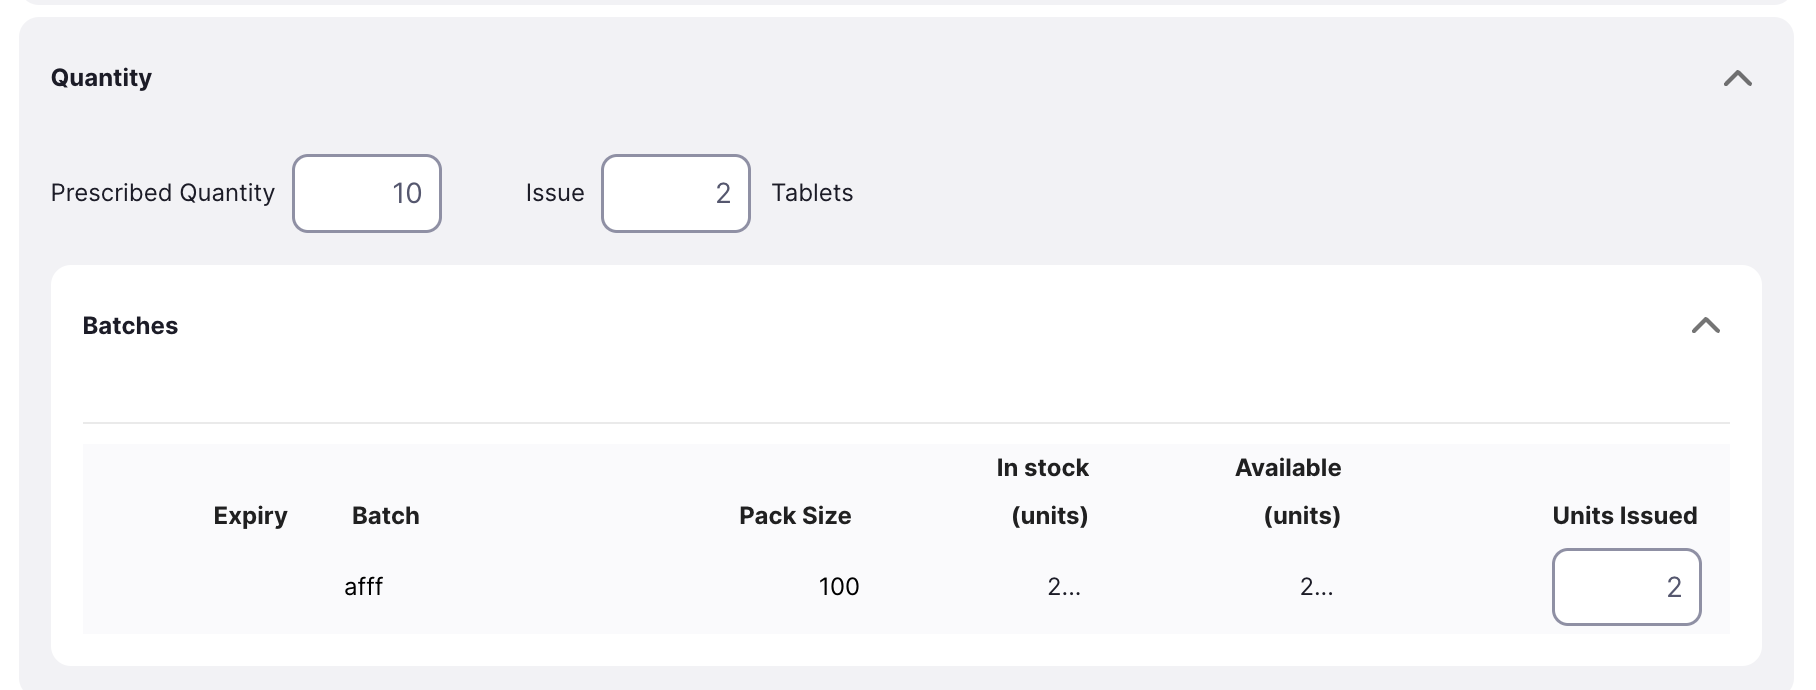 Quantity
Prescribed Quantity 10 Issue 2 Tablets
Batches
In stock Available
Expiry Batch Pack Size (units) (units) Units Issued
afff 100 2... 2... 2